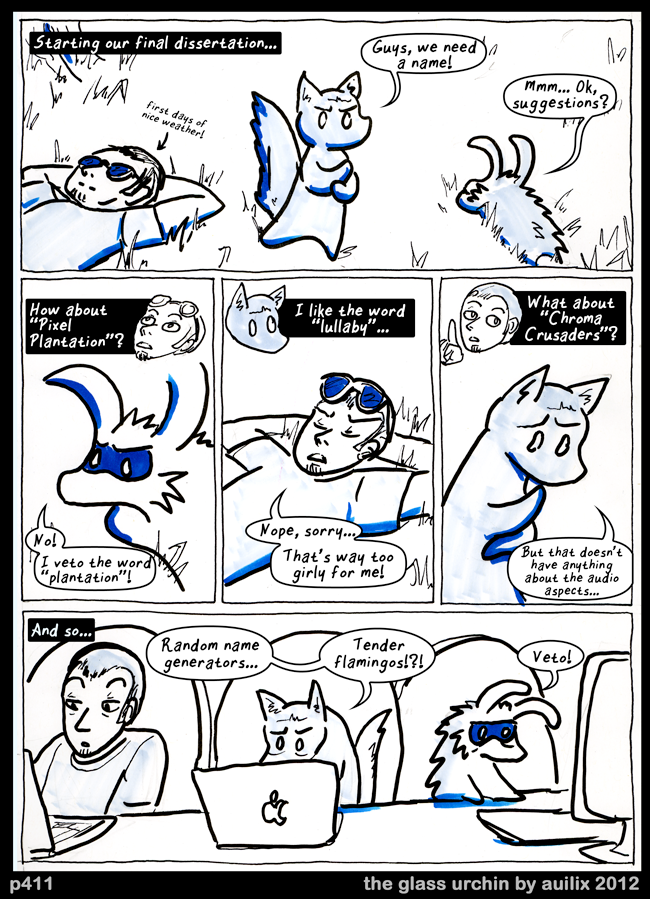 Starting our final dissertation...
Guys, we need
a name!
Mmm... Ok,
suggestions?
first days of
nice weather!
How about
"Pixel
Plantation"?
No!
I veto the word
"plantation"!
I like the word
"lullaby"...
Nope, sorry...
That's way too
girly for me!
What about
"Chroma
Crusaders"?
But that doesn't
have anything
about the audio
aspects...
And so...
Random name
generators...
Tender
flamingos!?!
Veto!
p411
the glass urchin by auilix 2012